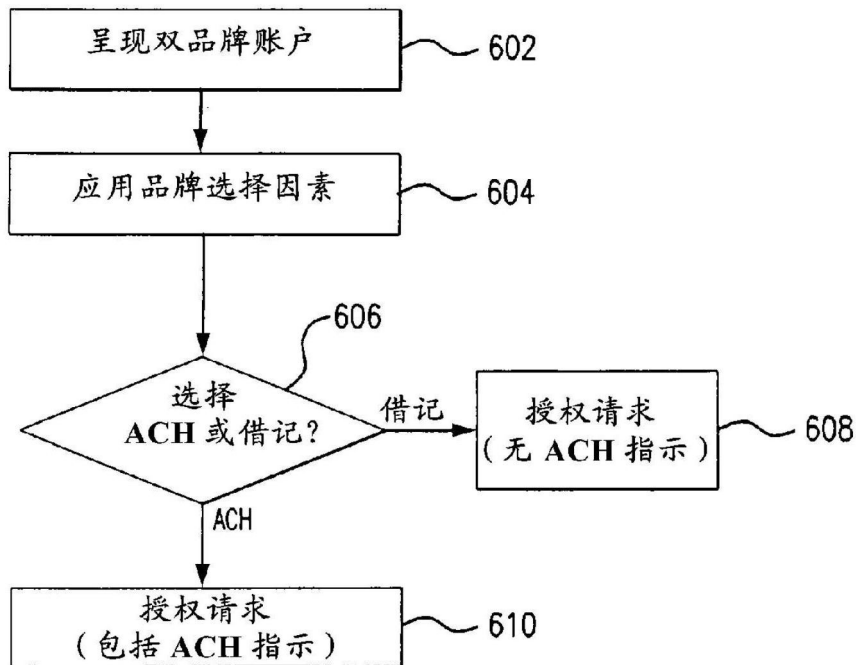 呈现双品牌账户
602
应用品牌选择因素
604
606
选择
ACH 或借记?
借记
授权请求
(无 ACH 指示)
608
ACH
授权请求
(包括 ACH 指示)
610